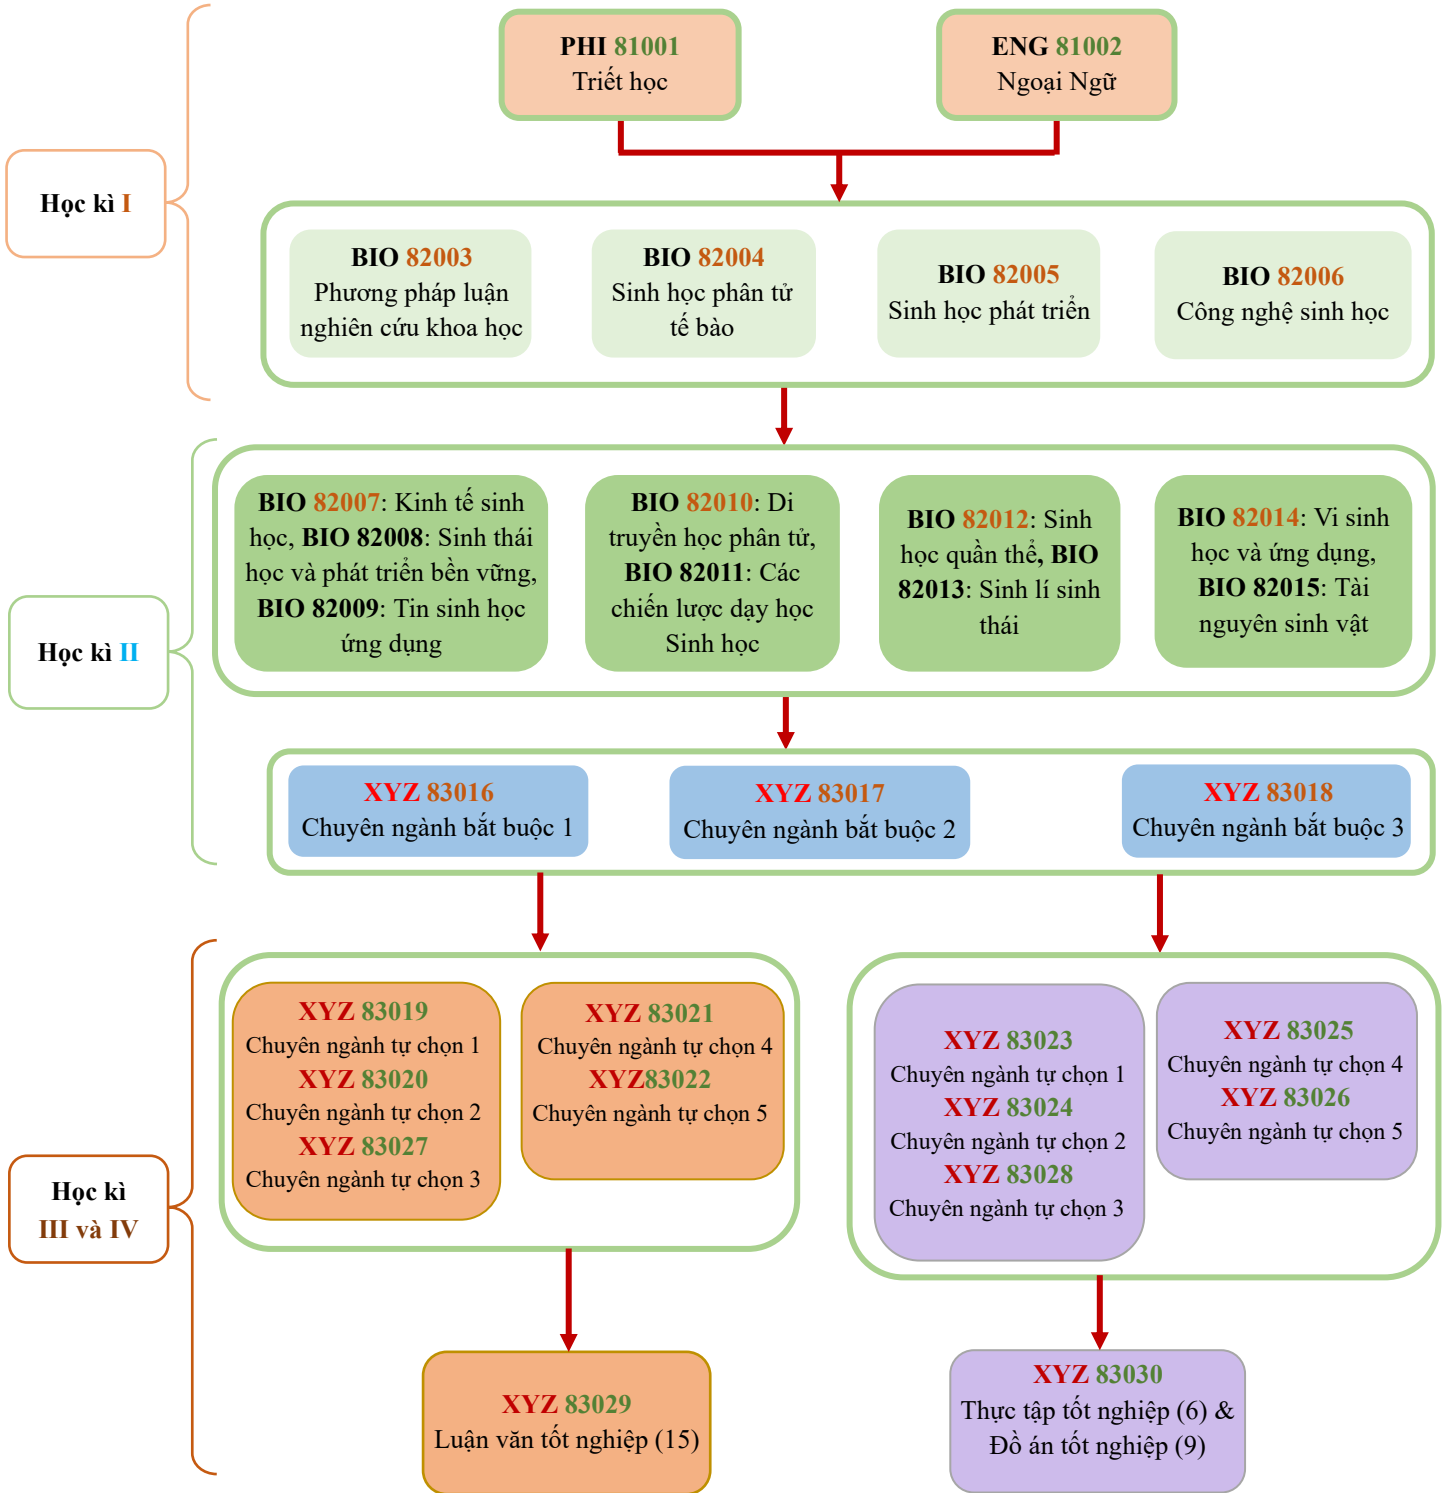 PHI 81001
Triết học
ENG 81002
Ngoại Ngữ
Học kì I
BIO 82003
Phương pháp luận
nghiên cứu khoa học
BIO 82004
Sinh học phân tử
tế bào
BIO 82005
Sinh học phát triển
BIO 82006
Công nghệ sinh học
Học kì II
BIO 82007: Kinh tế sinh
học, BIO 82008: Sinh thái
học và phát triển bền vững,
BIO 82009: Tin sinh học
ứng dụng
BIO 82010: Di
truyền học phân tử,
BIO 82011: Các
chiến lược dạy học
Sinh học
BIO 82012: Sinh
học quần thể, BIO
82013: Sinh lí sinh
thái
BIO 82014: Vi sinh
học và ứng dụng,
BIO 82015: Tài
nguyên sinh vật
XYZ 83016
Chuyên ngành bắt buộc 1
XYZ 83017
Chuyên ngành bắt buộc 2
XYZ 83018
Chuyên ngành bắt buộc 3
Học kì
III và IV
XYZ 83019
Chuyên ngành tự chọn 1
XYZ 83020
Chuyên ngành tự chọn 2
XYZ 83027
Chuyên ngành tự chọn 3
XYZ 83021
Chuyên ngành tự chọn 4
XYZ83022
Chuyên ngành tự chọn 5
XYZ 83023
Chuyên ngành tự chọn 1
XYZ 83024
Chuyên ngành tự chọn 2
XYZ 83028
Chuyên ngành tự chọn 3
XYZ 83025
Chuyên ngành tự chọn 4
XYZ 83026
Chuyên ngành tự chọn 5
XYZ 83029
Luận văn tốt nghiệp (15)
XYZ 83030
Thực tập tốt nghiệp (6) &
Đồ án tốt nghiệp (9)